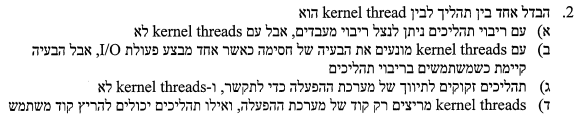 2. הבדל אחד בין תהליך לבין kernel thread הוא
א) עם ריבוי תהליכים ניתן לנצל ריבוי מעבדים, אבל עם kernel threads לא
ב) עם kernel threads מונעים את הבעיה של חסימה כאשר אחד מבצע פעולת I/O, אבל הבעיה
קיימת כשמשתמשים בריבוי תהליכים
ג) תהליכים זקוקים לתיווך של מערכת ההפעלה כדי לתקשר, ו-kernel threads לא
ד) kernel threads מריצים רק קוד של מערכת ההפעלה, ואילו תהליכים יכולים להריץ קוד משתמש